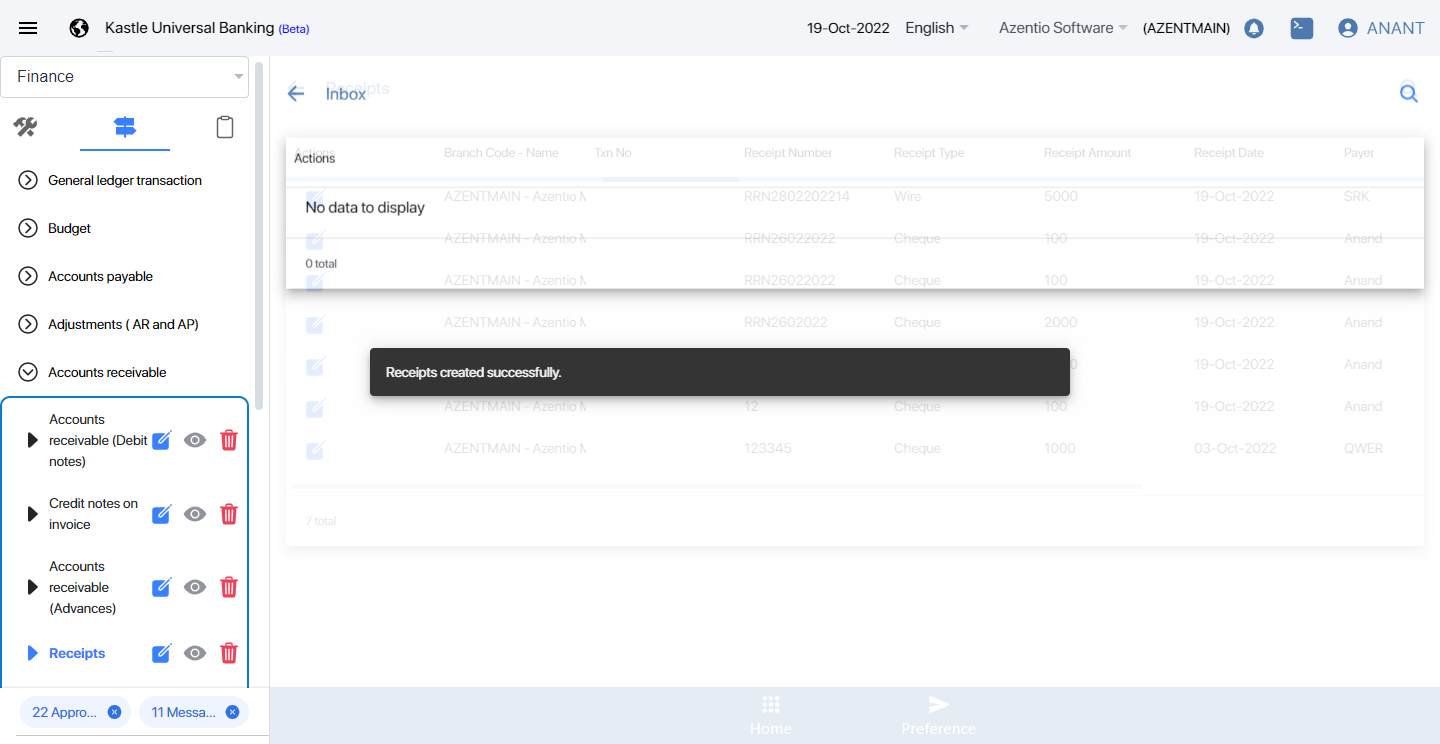 Kastle Universal Banking (Beta)
19-Oct-2022
English
Azentio Software
(AZENTMAIN)
ANANT
Finance
General ledger transaction
Budget
Accounts payable
Adjustments ( AR and AP)
Accounts receivable
Accounts
receivable (Debit
notes)
Credit notes on
invoice
Accounts
receivable
(Advances)
Receipts
22 Appro...
11 Messa...
Receipts
Inbox
Actions Branch Code - Name Txn No Receipt Number Receipt Type Receipt Amount Receipt Date Payer
Actions
AZENTMAIN - Azentio M RRN2802202214 Wire 5000 19-Oct-2022 SRK
No data to display
AZENTMAIN - Azentio M RRN26022022 Cheque 100 19-Oct-2022 Anand
0 total
AZENTMAIN - Azentio M RRN26022022 Cheque 100 19-Oct-2022 Anand
AZENTMAIN - Azentio M RRN2602022 Cheque 2000 19-Oct-2022 Anand
19-Oct-2022 Anand
Receipts created successfully.
AZENTMAIN - Azentio M 12 Cheque 100 19-Oct-2022 Anand
AZENTMAIN - Azentio M 123345 Cheque 1000 03-Oct-2022 QWER
7 total
Home
Preference